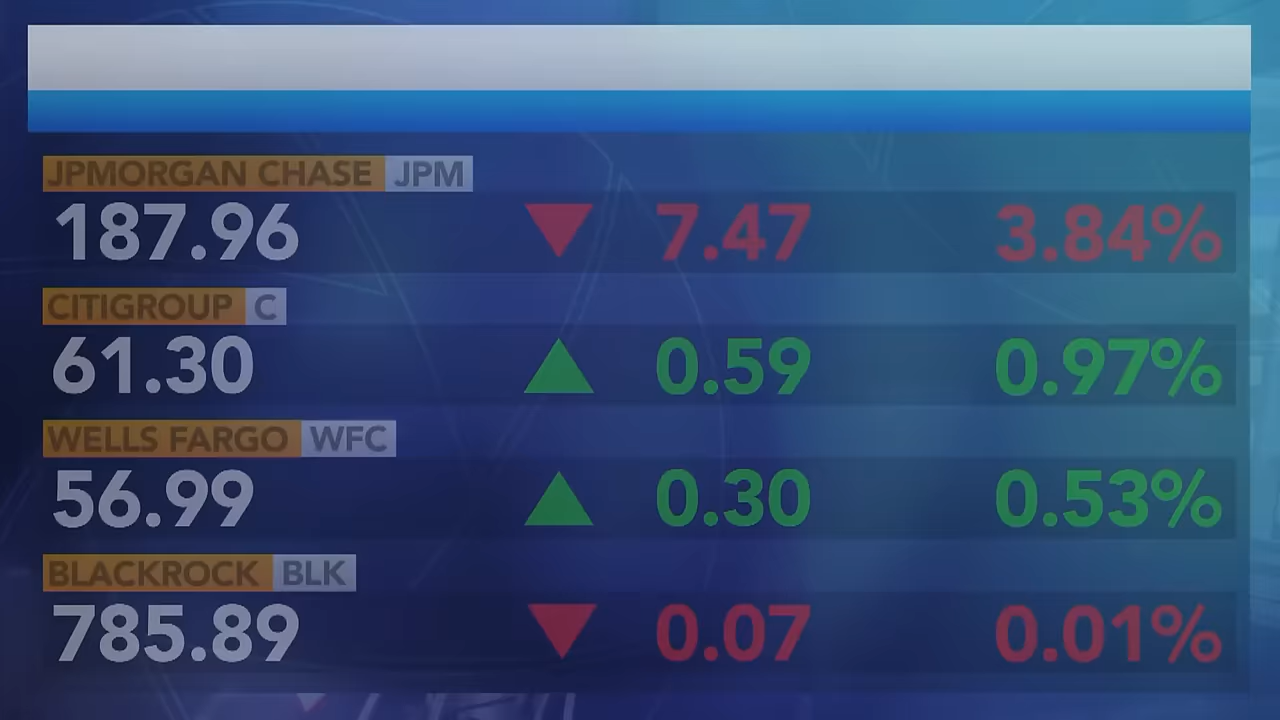 JPMORGAN CHASE JPM
187.96 ▼ 7.47 3.84%
CITIGROUP C
61.30 ▲ 0.59 0.97%
WELLS FARGO WFC
56.99 ▲ 0.30 0.53%
BLACKROCK BLK
785.89 ▼ 0.07 0.01%